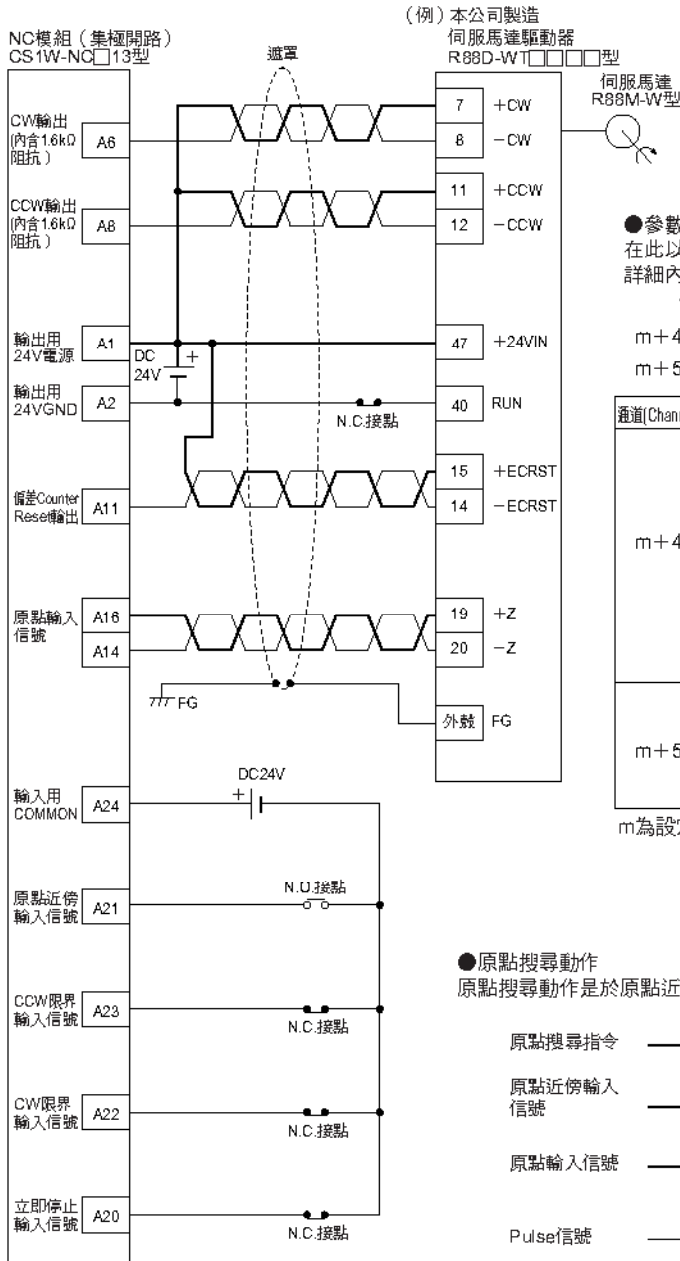 (例) 本公司製造
NC模組 (集極開路)
CS1W-NC□13型
遮罩
伺服馬達驅動器
R88D-WT□□□□型
伺服馬達
R88M-W型
CW輸出
(內含1.6kΩ
阻抗)
A6
7 +CW
8 −CW
CCW輸出
(內含1.6kΩ
阻抗)
A8
11 +CCW
12 −CCW
輸出用
24V電源
A1
DC
24V
+
47 +24VIN
輸出用
24VGND
A2
N.C.接點
40 RUN
偏差Counter
Reset輸出
A11
15 +ECRST
14 −ECRST
原點輸入
信號
A16
A14
19 +Z
20 −Z
FG
外殼 FG
輸入用
COMMON
A24
DC24V
+
原點近傍
輸入信號
A21
N.O.接點
CCW限界
輸入信號
A23
N.C.接點
CW限界
輸入信號
A22
N.C.接點
立即停止
輸入信號
A20
N.C.接點
●參數
在此以
詳細內
m+4
m+5
通道(Chann
m+4
m+5
m為設定
●原點搜尋動作
原點搜尋動作是於原點近
原點搜尋指令
原點近傍輸入
信號
原點輸入信號
Pulse信號